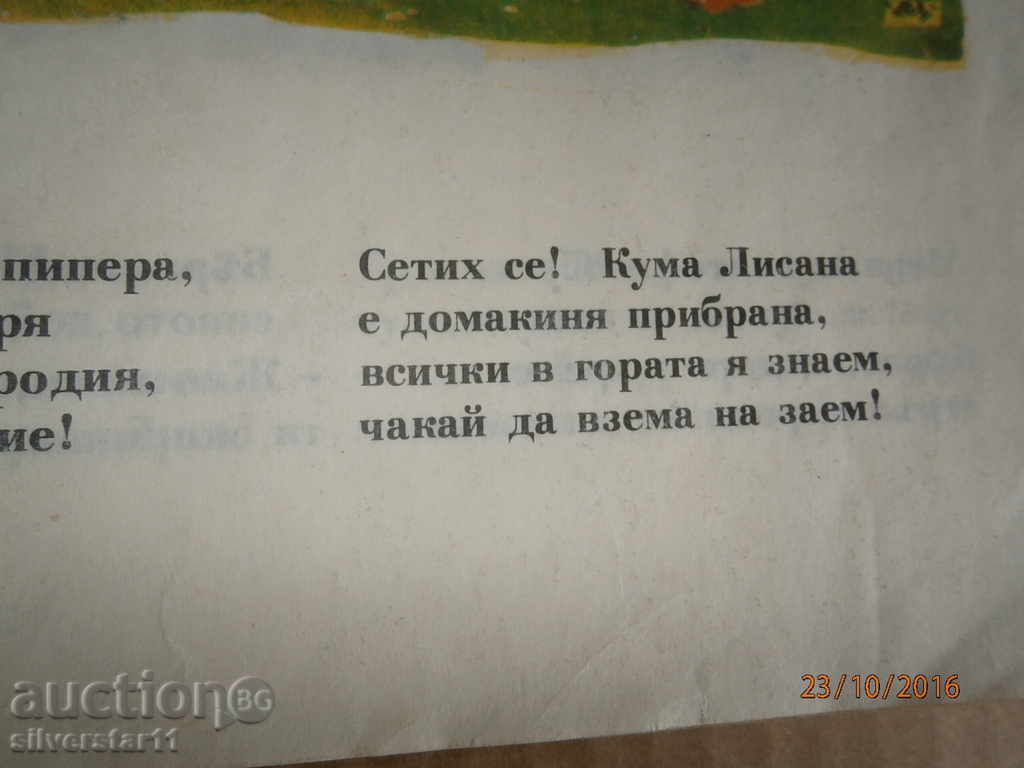 пипера,
ря
родия,
ие!
Сетих се! Кума Лисана
е домакиня прибрана,
всички в гората я знаем,
чакай да взема на заем!
23/10/2016
auction BG
silverstar11